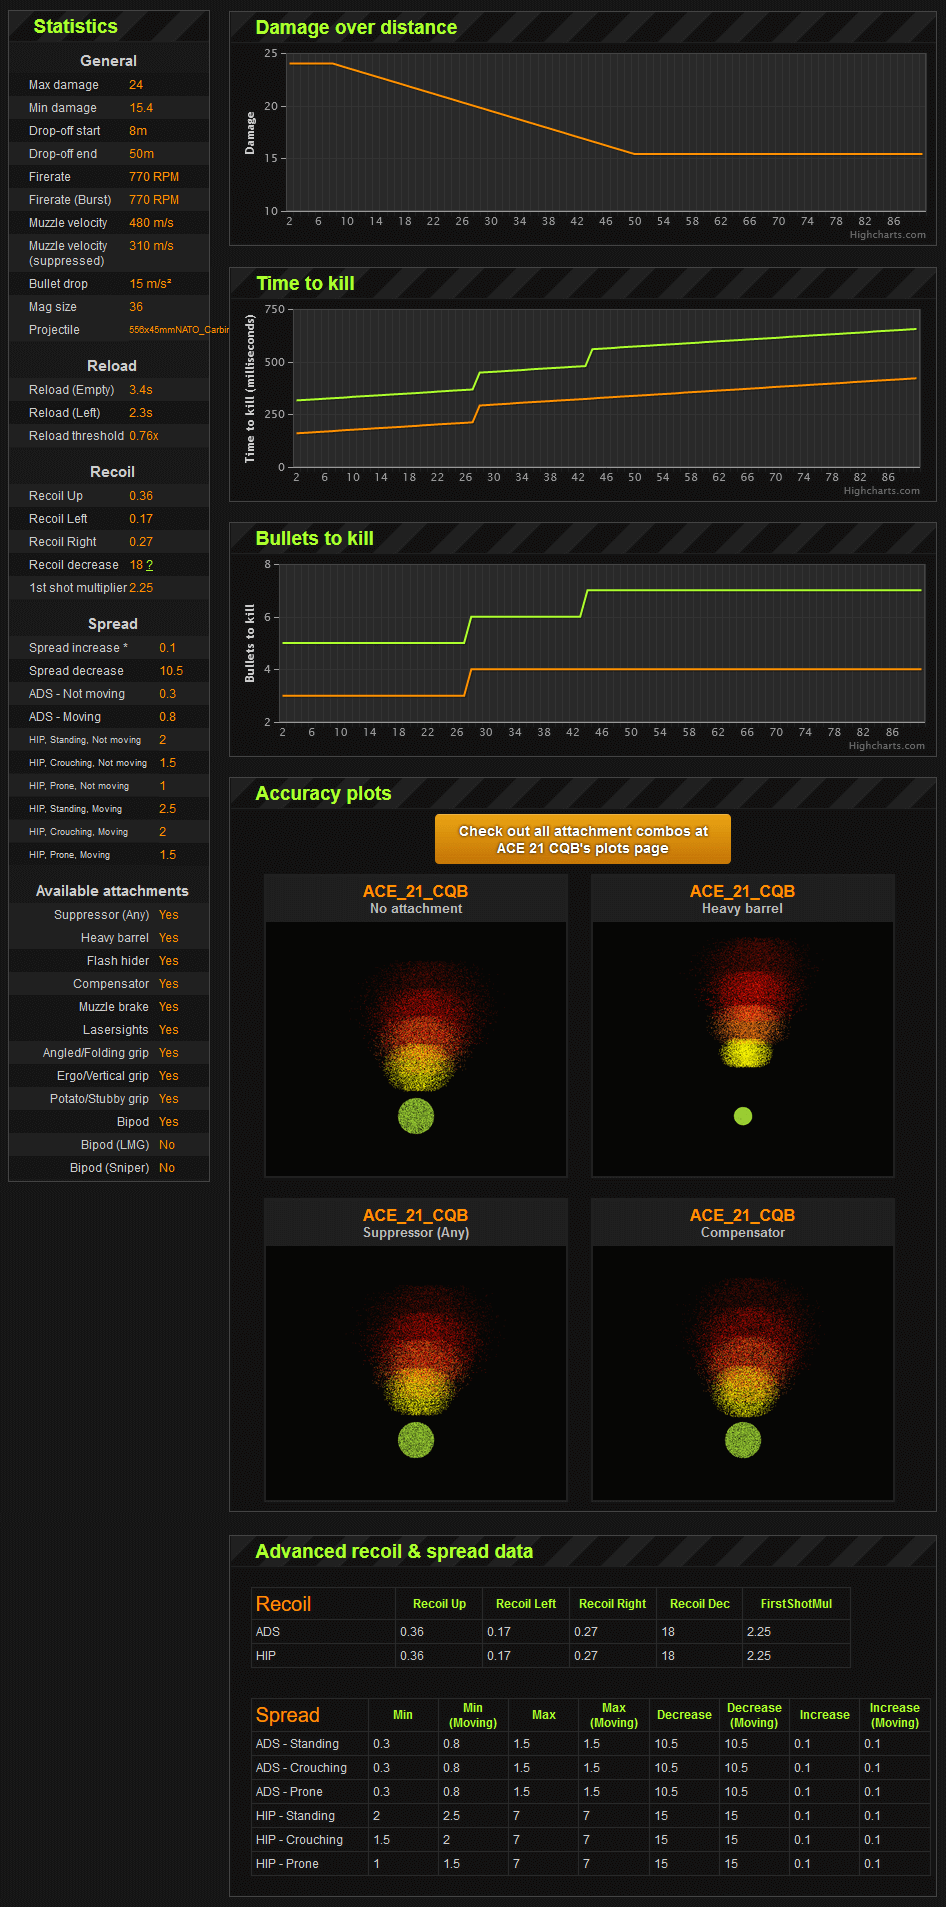 Statistics
General
Max damage 24
Min damage 15.4
Drop-off start 8m
Drop-off end 50m
Firerate 770 RPM
Firerate (Burst) 770 RPM
Muzzle velocity 480 m/s
Muzzle velocity (suppressed) 310 m/s
Bullet drop 15 m/s²
Mag size 36
Projectile 556x45mmNATO_Carbin
Reload
Reload (Empty) 3.4s
Reload (Left) 2.3s
Reload threshold 0.76x
Recoil
Recoil Up 0.36
Recoil Left 0.17
Recoil Right 0.27
Recoil decrease 18 ?
1st shot multiplier 2.25
Spread
Spread increase * 0.1
Spread decrease 10.5
ADS - Not moving 0.3
ADS - Moving 0.8
HIP, Standing, Not moving 2
HIP, Crouching, Not moving 1.5
HIP, Prone, Not moving 1
HIP, Standing, Moving 2.5
HIP, Crouching, Moving 2
HIP, Prone, Moving 1.5
Available attachments
Suppressor (Any) Yes
Heavy barrel Yes
Flash hider Yes
Compensator Yes
Muzzle brake Yes
Lasersights Yes
Angled/Folding grip Yes
Ergo/Vertical grip Yes
Potato/Stubby grip Yes
Bipod Yes
Bipod (LMG) No
Bipod (Sniper) No
Damage over distance
Damage
25
20
15
10
2 6 10 14 18 22 26 30 34 38 42 46 50 54 58 62 66 70 74 78 82 86
Highcharts.com
Time to kill
Time to kill (milliseconds)
750
500
250
0
2 6 10 14 18 22 26 30 34 38 42 46 50 54 58 62 66 70 74 78 82 86
Highcharts.com
Bullets to kill
Bullets to kill
8
6
4
2
2 6 10 14 18 22 26 30 34 38 42 46 50 54 58 62 66 70 74 78 82 86
Highcharts.com
Accuracy plots
Check out all attachment combos at
ACE 21 CQB's plots page
ACE_21_CQB
No attachment
ACE_21_CQB
Heavy barrel
ACE_21_CQB
Suppressor (Any)
ACE_21_CQB
Compensator
Advanced recoil & spread data
Recoil Recoil Up Recoil Left Recoil Right Recoil Dec FirstShotMul
ADS 0.36 0.17 0.27 18 2.25
HIP 0.36 0.17 0.27 18 2.25
Spread Min Min (Moving) Max Max (Moving) Decrease Decrease (Moving) Increase Increase (Moving)
ADS - Standing 0.3 0.8 1.5 1.5 10.5 10.5 0.1 0.1
ADS - Crouching 0.3 0.8 1.5 1.5 10.5 10.5 0.1 0.1
ADS - Prone 0.3 0.8 1.5 1.5 10.5 10.5 0.1 0.1
HIP - Standing 2 2.5 7 7 15 15 0.1 0.1
HIP - Crouching 1.5 2 7 7 15 15 0.1 0.1
HIP - Prone 1 1.5 7 7 15 15 0.1 0.1